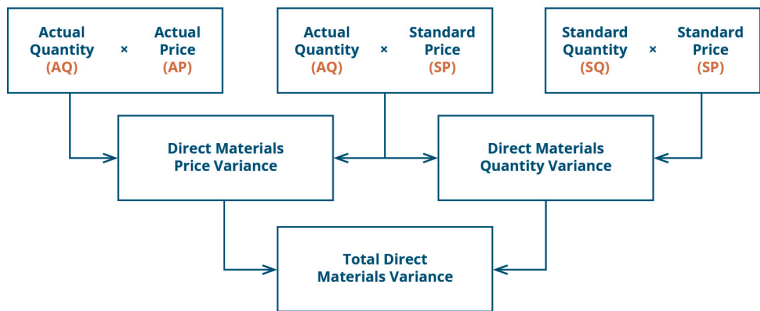 Actual Quantity (AQ) × Actual Price (AP)
Actual Quantity (AQ) × Standard Price (SP)
Standard Quantity (SQ) × Standard Price (SP)
Direct Materials
Price Variance
Direct Materials
Quantity Variance
Total Direct
Materials Variance